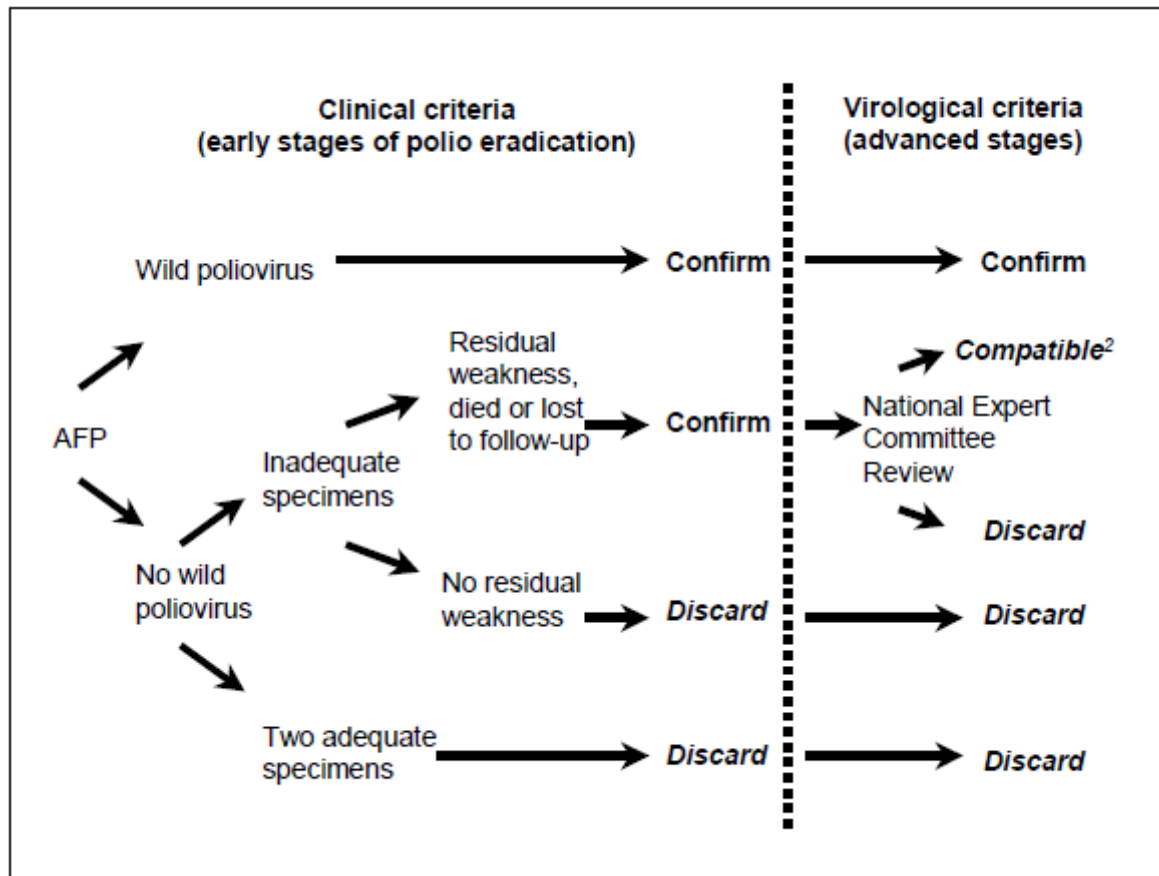 Clinical criteria
(early stages of polio eradication)
Virological criteria
(advanced stages)
Wild poliovirus
Confirm
Confirm
AFP
Residual
weakness,
died or lost
to follow-up
Confirm
Compatible²
National Expert
Committee
Review
Discard
Inadequate
specimens
No wild
poliovirus
No residual
weakness
Discard
Discard
Two adequate
specimens
Discard
Discard